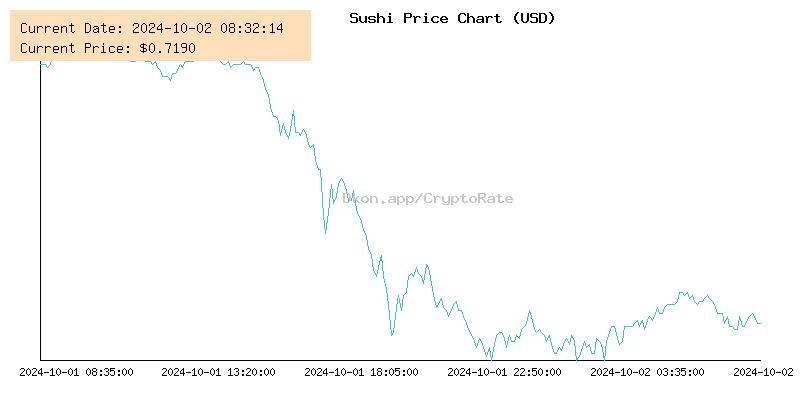 Sushi Price Chart (USD)
Current Date: 2024-10-02 08:32:14
Current Price: $0.7190
Dkon.app/CryptoRate
2024-10-01 08:35:00 2024-10-01 13:20:00 2024-10-01 18:05:00 2024-10-01 22:50:00 2024-10-02 03:35:00 2024-10-02